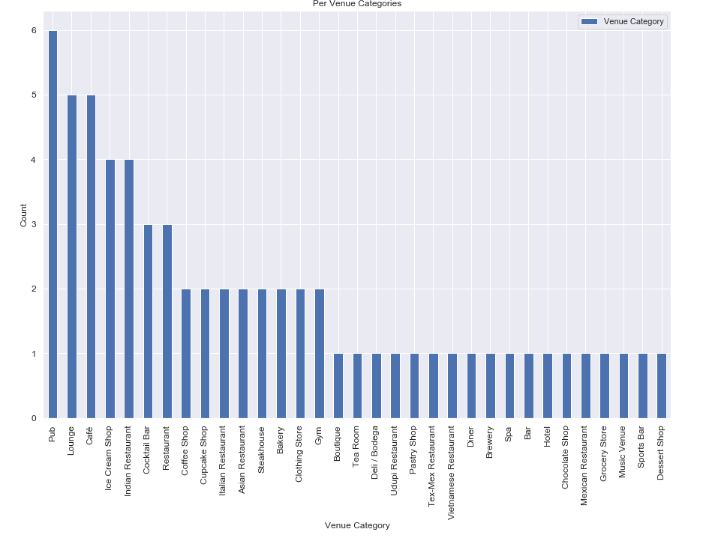 Per Venue Categories
Venue Category
6
5
4
3
2
1
0
Count
Pub
Lounge
Café
Ice Cream Shop
Indian Restaurant
Cocktail Bar
Restaurant
Coffee Shop
Cupcake Shop
Italian Restaurant
Asian Restaurant
Steakhouse
Bakery
Clothing Store
Gym
Boutique
Tea Room
Deli / Bodega
Udupi Restaurant
Pastry Shop
Tex-Mex Restaurant
Vietnamese Restaurant
Diner
Brewery
Spa
Bar
Hotel
Chocolate Shop
Mexican Restaurant
Grocery Store
Music Venue
Sports Bar
Dessert Shop
Venue Category